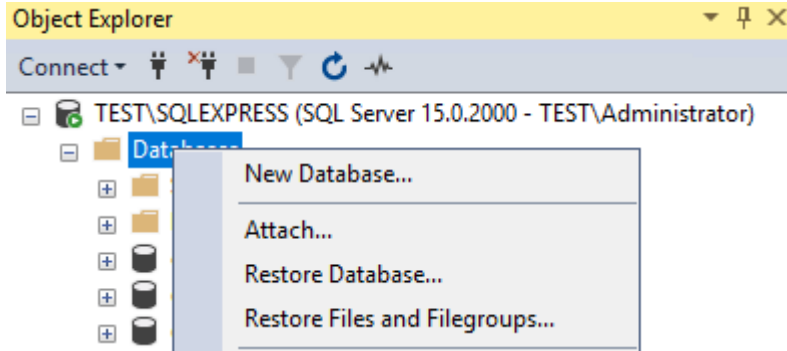 Object Explorer
Connect
TEST\SQLEXPRESS (SQL Server 15.0.2000 - TEST\Administrator)
Databases
New Database...
Attach...
Restore Database...
Restore Files and Filegroups...